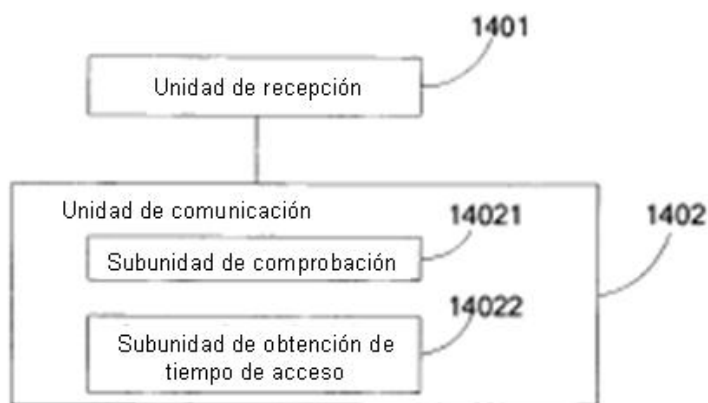 1401
Unidad de recepción
Unidad de comunicación
14021
1402
Subunidad de comprobación
14022
Subunidad de obtención de
tiempo de acceso